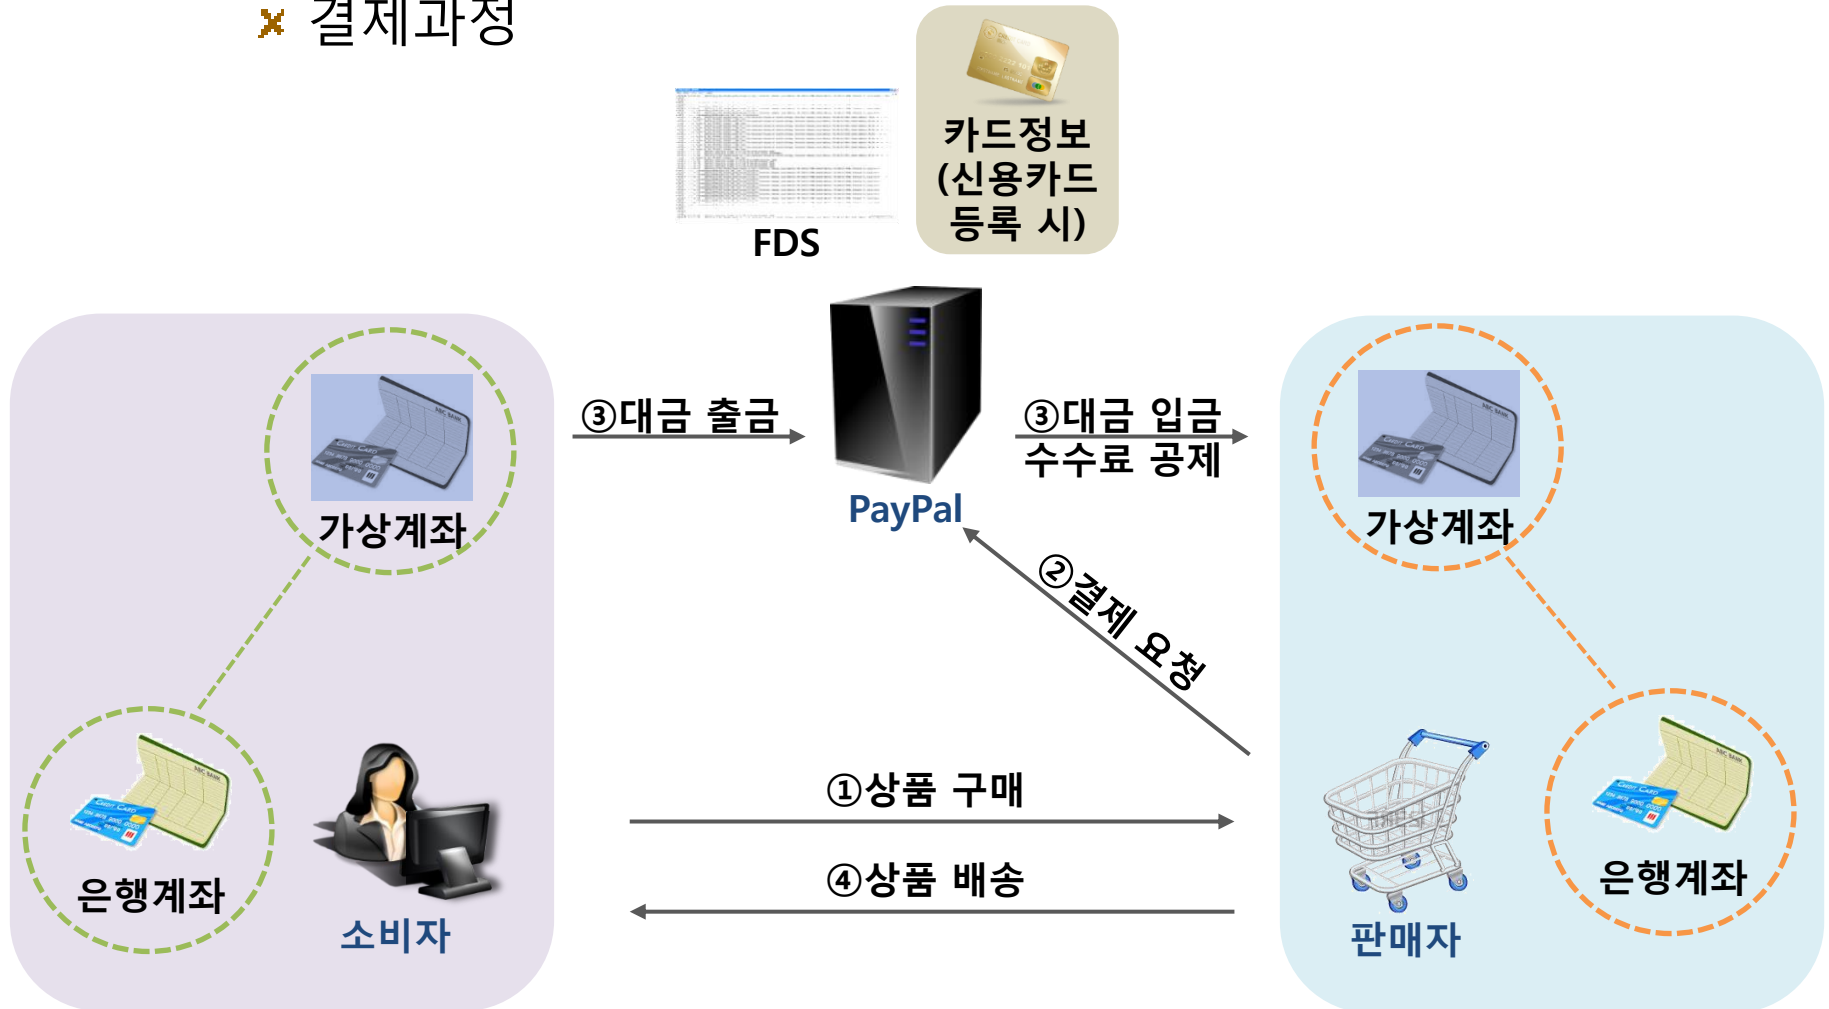 결제과정
카드정보
(신용카드
등록 시)
FDS
③대금 출금
③대금 입금
수수료 공제
PayPal
가상계좌
가상계좌
②결제 요청
①상품 구매
④상품 배송
은행계좌
소비자
판매자
은행계좌